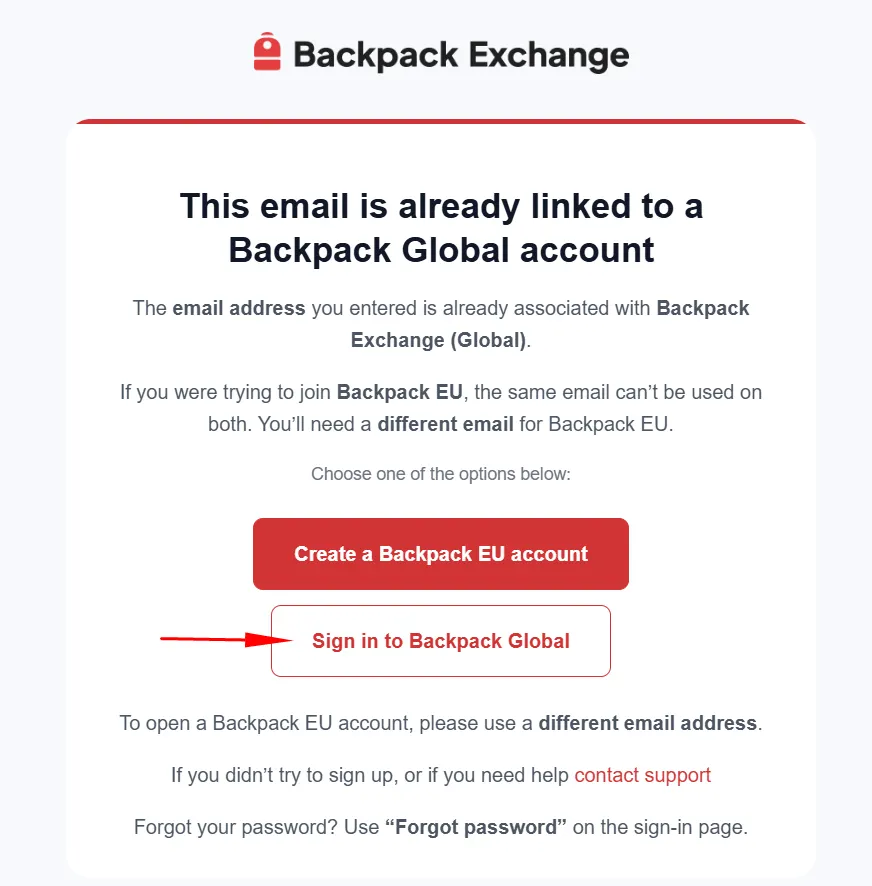 Backpack Exchange
This email is already linked to a
Backpack Global account
The email address you entered is already associated with Backpack
Exchange (Global).
If you were trying to join Backpack EU, the same email can’t be used on
both. You’ll need a different email for Backpack EU.
Choose one of the options below:
Create a Backpack EU account
Sign in to Backpack Global
To open a Backpack EU account, please use a different email address.
If you didn’t try to sign up, or if you need help contact support
Forgot your password? Use “Forgot password” on the sign-in page.